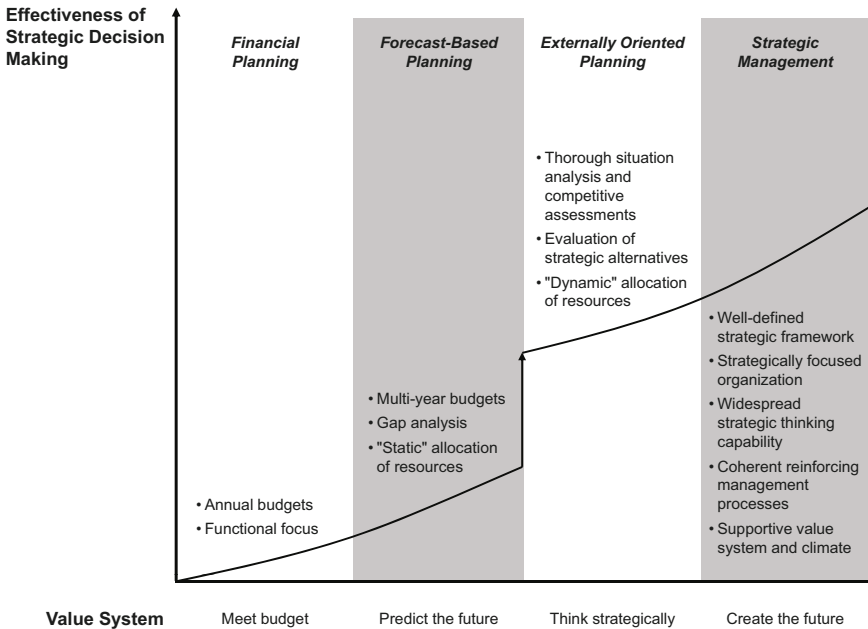 Effectiveness of
Strategic Decision
Making
Financial
Planning
Forecast-Based
Planning
Externally Oriented
Planning
Strategic
Management
• Thorough situation
analysis and
competitive
assessments
• Evaluation of
strategic alternatives
• "Dynamic" allocation
of resources
• Well-defined
strategic framework
• Strategically focused
organization
• Widespread
strategic thinking
capability
• Coherent reinforcing
management
processes
• Supportive value
system and climate
• Multi-year budgets
• Gap analysis
• "Static" allocation
of resources
• Annual budgets
• Functional focus
Value System
Meet budget
Predict the future
Think strategically
Create the future